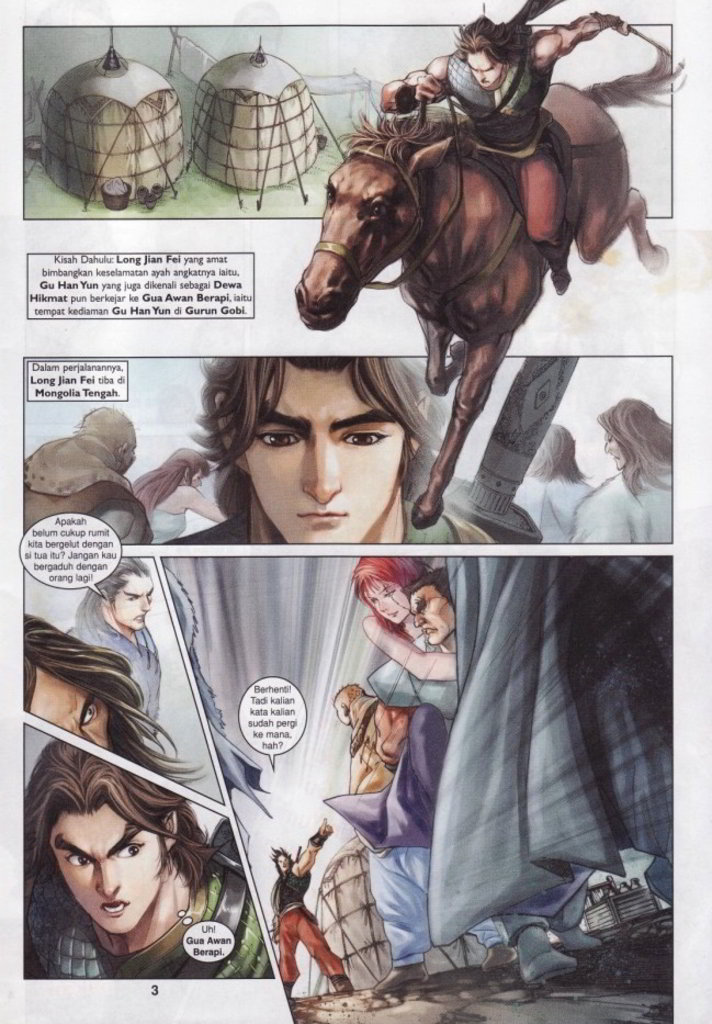 Kisah Dahulu: Long Jian Fei yang amat
bimbangkan keselamatan ayah angkatnya iaitu,
Gu Han Yun yang juga dikenali sebagai Dewa
Hikmat pun berkejar ke Gua Awan Berapi, iaitu
tempat kediaman Gu Han Yun di Gurun Gobi.
Dalam perjalanannya,
Long Jian Fei tiba di
Mongolia Tengah.
Apakah
belum cukup rumit
kita bergelut dengan
si tua itu? Jangan kau
bergaduh dengan
orang lagi!
Berhenti!
Tadi kalian
kata kalian
sudah pergi
ke mana,
hah?
Uh!
Gua Awan
Berapi.
3